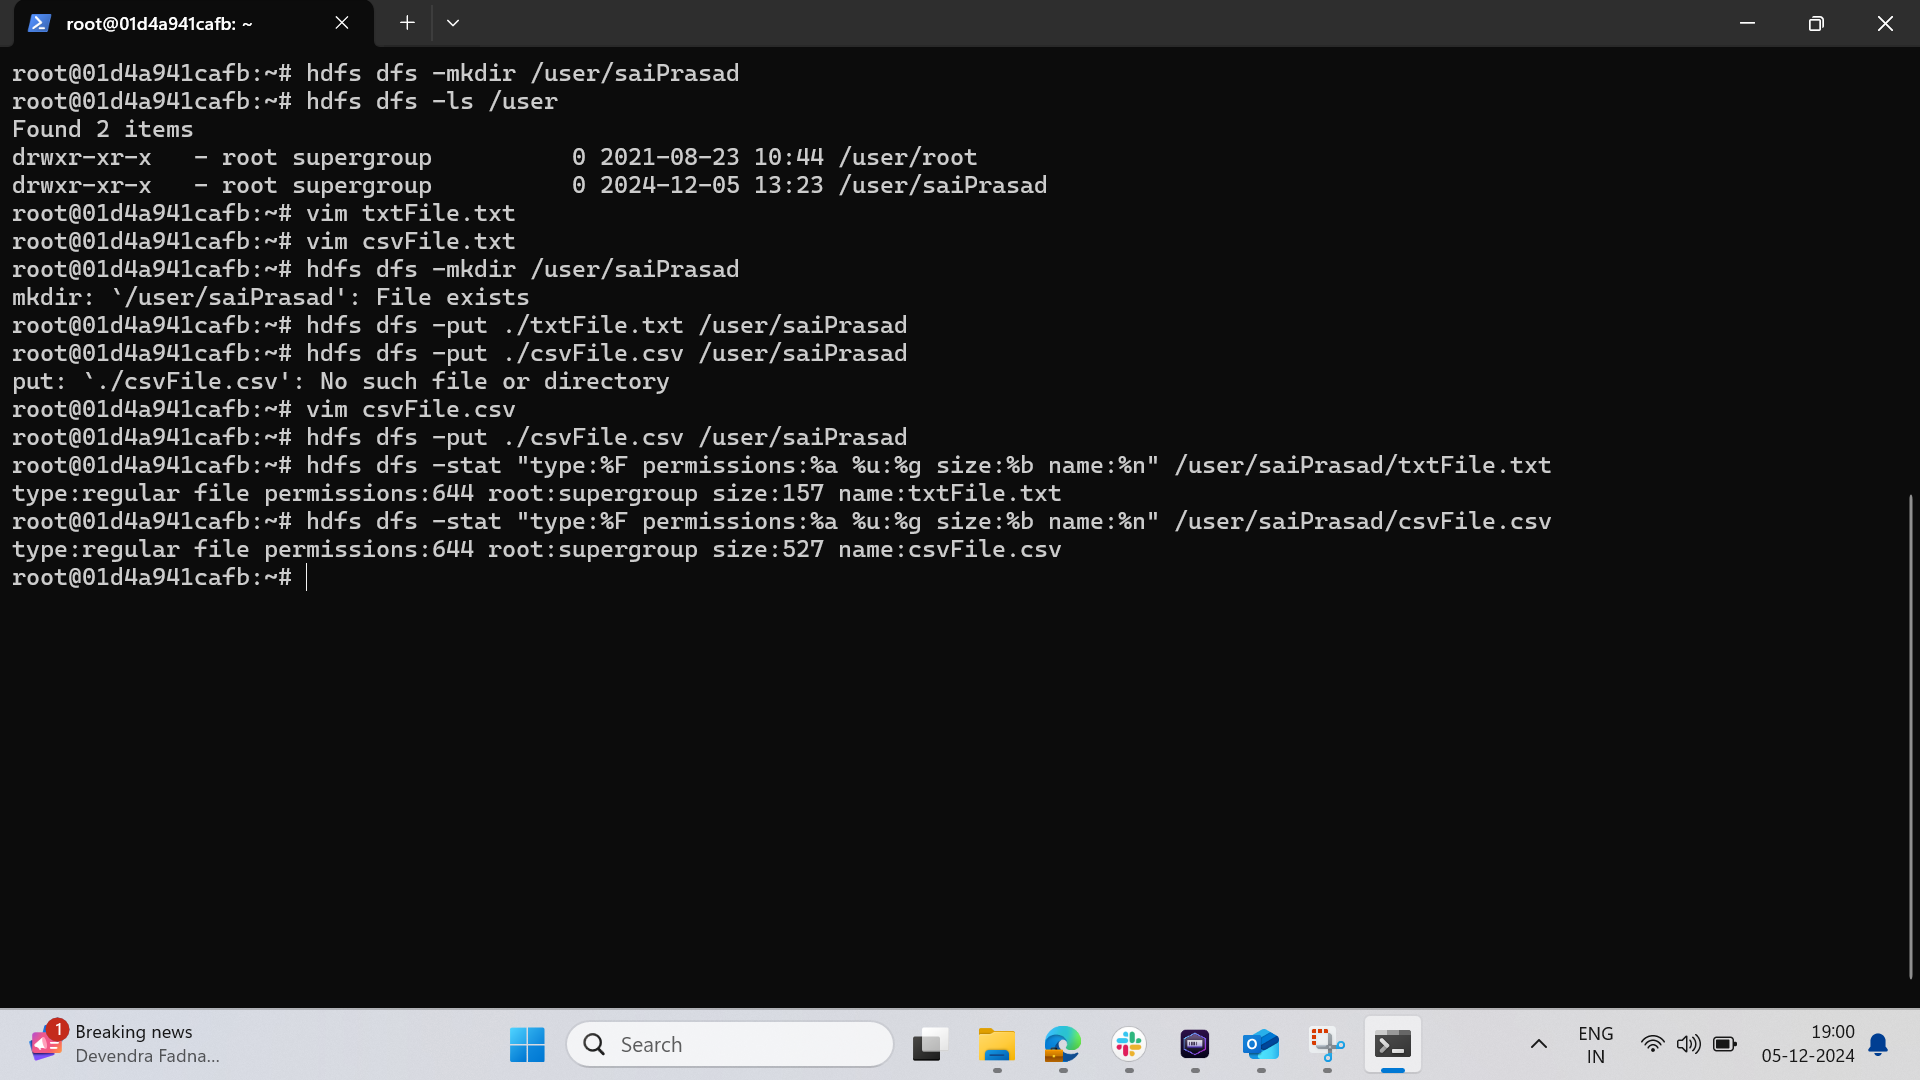 root@01d4a941cafb: ~
root@01d4a941cafb:~# hdfs dfs -mkdir /user/saiPrasad
root@01d4a941cafb:~# hdfs dfs -ls /user
Found 2 items
drwxr-xr-x   - root supergroup          0 2021-08-23 10:44 /user/root
drwxr-xr-x   - root supergroup          0 2024-12-05 13:23 /user/saiPrasad
root@01d4a941cafb:~# vim txtFile.txt
root@01d4a941cafb:~# vim csvFile.txt
root@01d4a941cafb:~# hdfs dfs -mkdir /user/saiPrasad
mkdir: `/user/saiPrasad': File exists
root@01d4a941cafb:~# hdfs dfs -put ./txtFile.txt /user/saiPrasad
root@01d4a941cafb:~# hdfs dfs -put ./csvFile.csv /user/saiPrasad
put: `./csvFile.csv': No such file or directory
root@01d4a941cafb:~# vim csvFile.csv
root@01d4a941cafb:~# hdfs dfs -put ./csvFile.csv /user/saiPrasad
root@01d4a941cafb:~# hdfs dfs -stat "type:%F permissions:%a %u:%g size:%b name:%n" /user/saiPrasad/txtFile.txt
type:regular file permissions:644 root:supergroup size:157 name:txtFile.txt
root@01d4a941cafb:~# hdfs dfs -stat "type:%F permissions:%a %u:%g size:%b name:%n" /user/saiPrasad/csvFile.csv
type:regular file permissions:644 root:supergroup size:527 name:csvFile.csv
root@01d4a941cafb:~#
1
Breaking news
Devendra Fadna...
Search
ENG
IN
19:00
05-12-2024